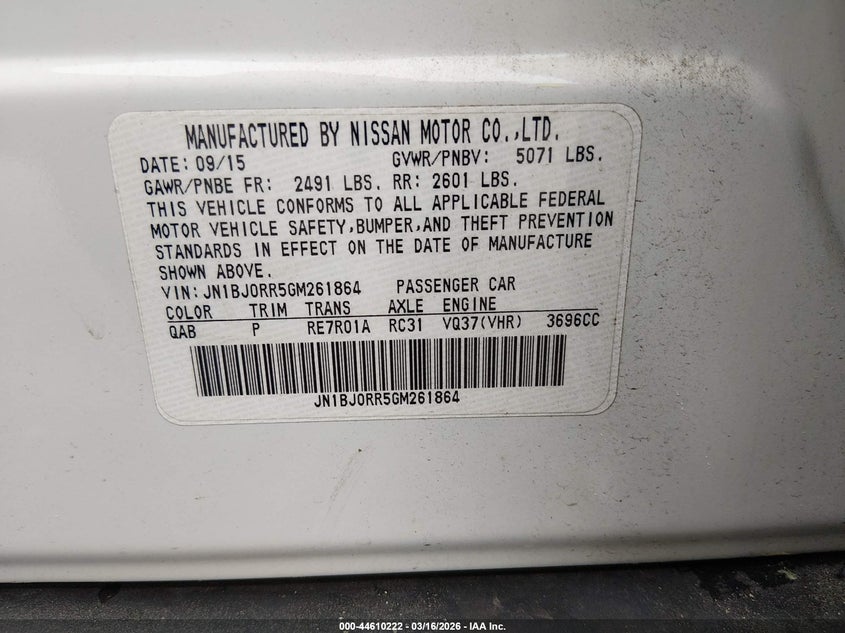 MANUFACTURED BY NISSAN MOTOR CO.,LTD.
DATE: 09/15 GVWR/PNBV: 5071 LBS.
GAWR/PNBE FR: 2491 LBS. RR: 2601 LBS.
THIS VEHICLE CONFORMS TO ALL APPLICABLE FEDERAL
MOTOR VEHICLE SAFETY,BUMPER,AND THEFT PREVENTION
STANDARDS IN EFFECT ON THE DATE OF MANUFACTURE
SHOWN ABOVE.
VIN: JN1BJ0RR5GM261864 PASSENGER CAR
COLOR TRIM TRANS AXLE ENGINE
QAB P RE7R01A RC31 VQ37(VHR) 3696CC
JN1BJ0RR5GM261864
000-44610222 - 03/16/2026 - IAA Inc.